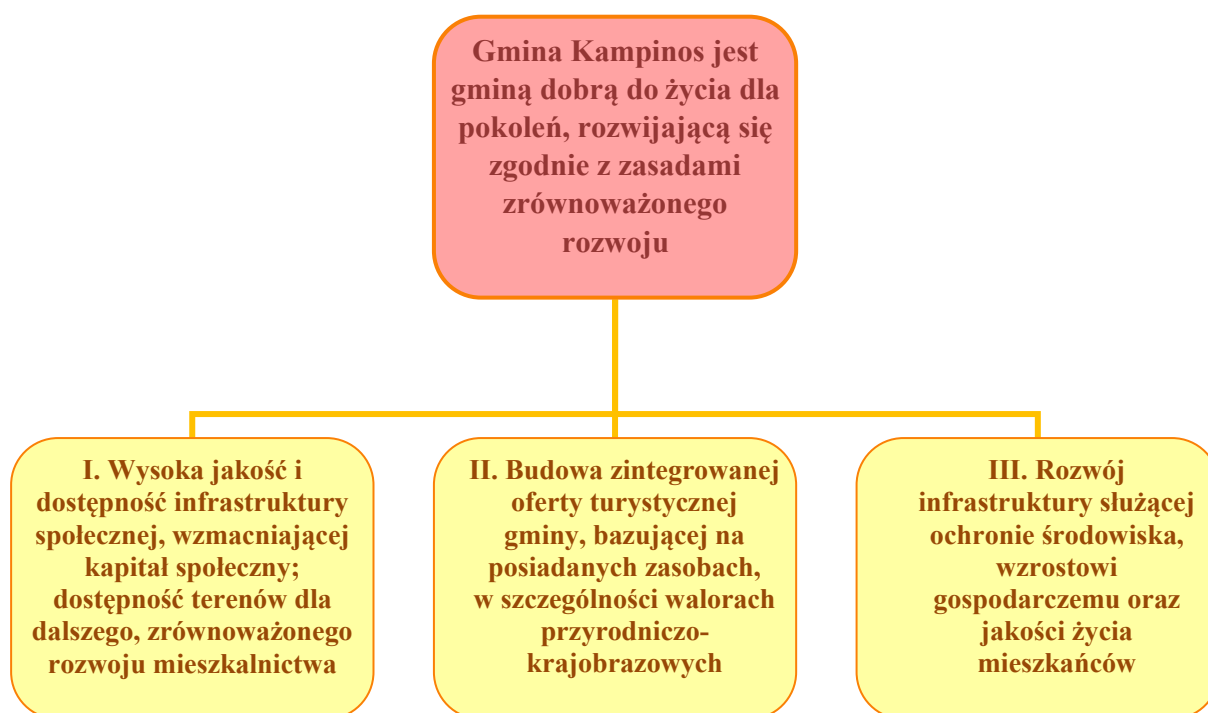 Gmina Kampinos jest
gminą dobrą do życia dla
pokoleń, rozwijającą się
zgodnie z zasadami
zrównoważonego
rozwoju
I. Wysoka jakość i
dostępność infrastruktury
społecznej, wzmacniającej
kapitał społeczny;
dostępność terenów dla
dalszego, zrównoważonego
rozwoju mieszkalnictwa
II. Budowa zintegrowanej
oferty turystycznej
gminy, bazującej na
posiadanych zasobach,
w szczególności walorach
przyrodniczo-
krajobrazowych
III. Rozwój
infrastruktury służącej
ochronie środowiska,
wzrostowi
gospodarczemu oraz
jakości życia
mieszkańców